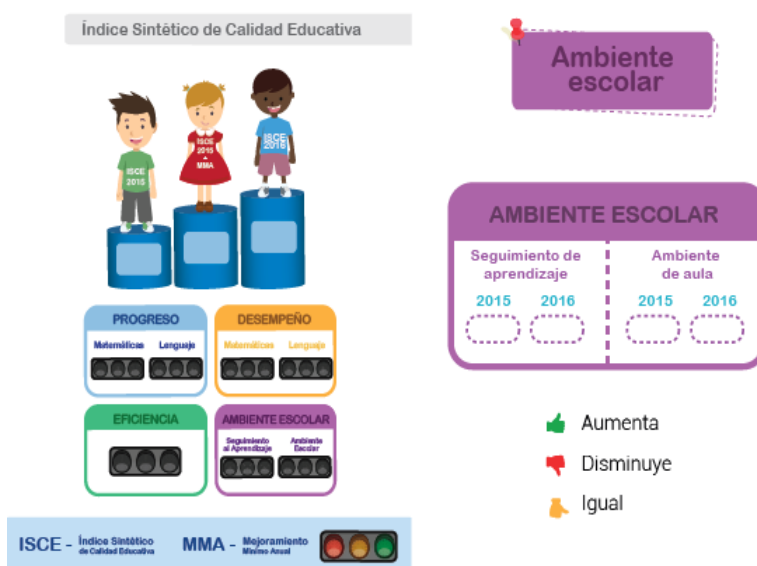 Índice Sintético de Calidad Educativa
ISCE
2015
ISCE
2015
+
MMA
ISCE
2016
PROGRESO
Matemáticas Lenguaje
DESEMPEÑO
Matemáticas Lenguaje
EFICIENCIA
AMBIENTE ESCOLAR
Seguimiento
al Aprendizaje
Ambiente
Escolar
ISCE - Índice Sintético
de Calidad Educativa
MMA - Mejoramiento
Mínimo Anual
Ambiente
escolar
AMBIENTE ESCOLAR
Seguimiento de
aprendizaje
2015 2016
Ambiente
de aula
2015 2016
Aumenta
Disminuye
Igual